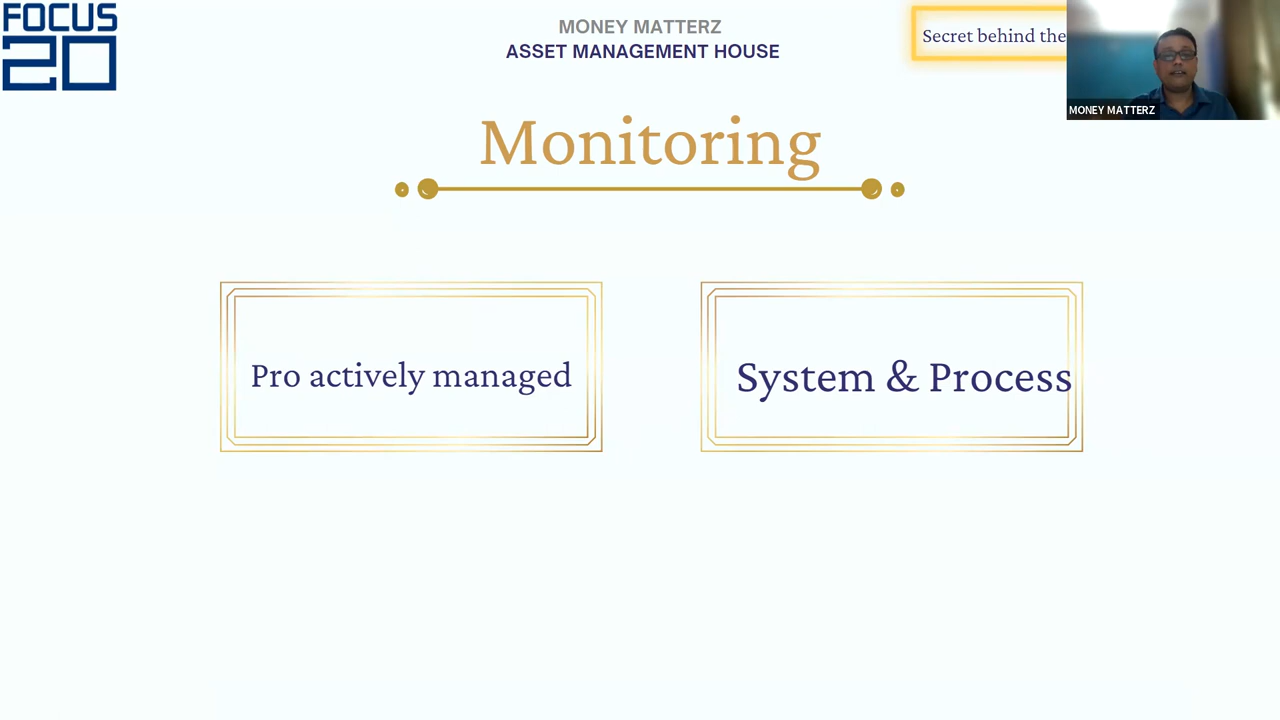 FOCUS
20
MONEY MATTERZ
ASSET MANAGEMENT HOUSE
Secret behind the
MONEY MATTERZ
Monitoring
Pro actively managed
System & Process